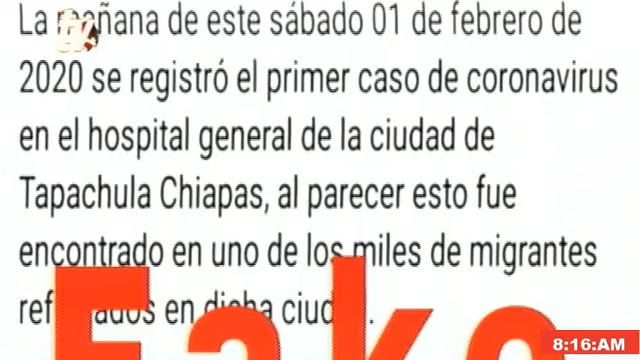 La mañana de este sábado 01 de febrero de
2020 se registró el primer caso de coronavirus
en el hospital general de la ciudad de
Tapachula Chiapas, al parecer esto fue
encontrado en uno de los miles de migrantes
en dicha
Fake
8:16:AM